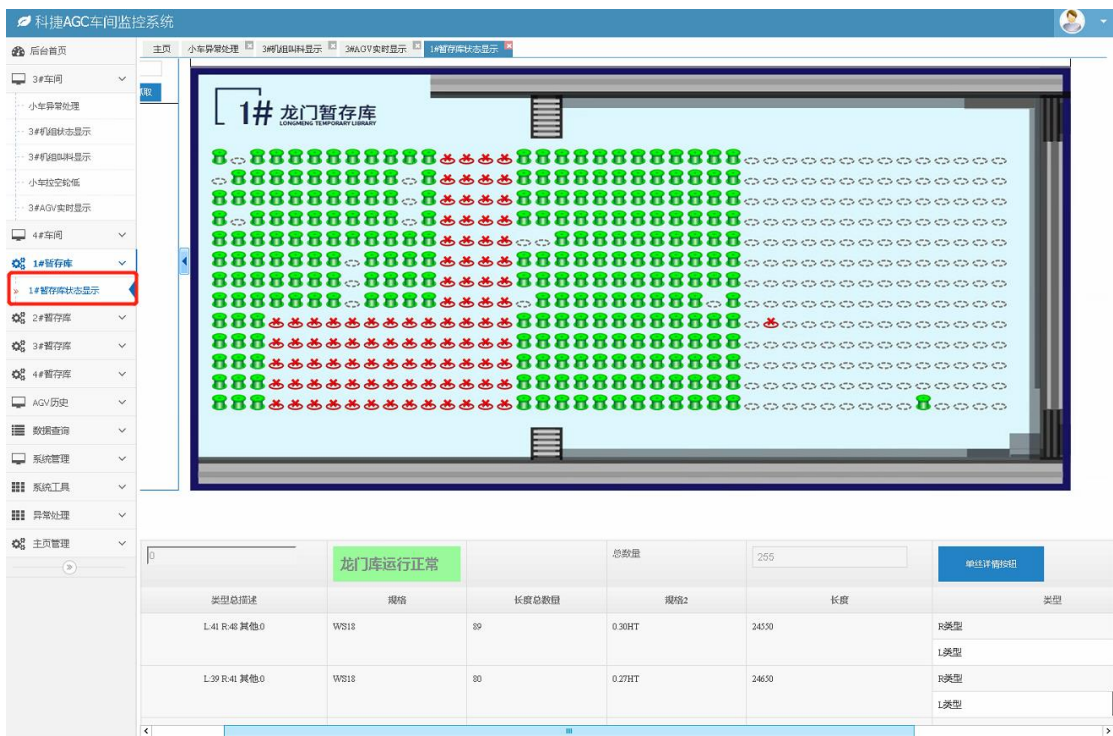 科捷AGC车间监控系统
后台首页
3#车间
小车异常处理
3#机组状态显示
3#机组叫料显示
小车拉空轮低
3#AGV实时显示
4#车间
1#暂存库
1#暂存库状态显示
2#暂存库
3#暂存库
4#暂存库
AGV历史
数据查询
系统管理
系统工具
异常处理
主页管理
主页 小车异常处理 3#机组叫料显示 3#AGV实时显示 1#暂存库状态显示
1# 龙门暂存库
LONGMENG TEMPORARY LIBRARY
0 龙门库运行正常 总数量 255 单丝详情按钮
类型总描述 规格 长度总数量 规格2 长度 类型
L:41 R:48 其他:0 WS18 89 0.30HT 24550 R类型
L类型
L:39 R:41 其他:0 WS18 80 0.27HT 24650 R类型
L类型